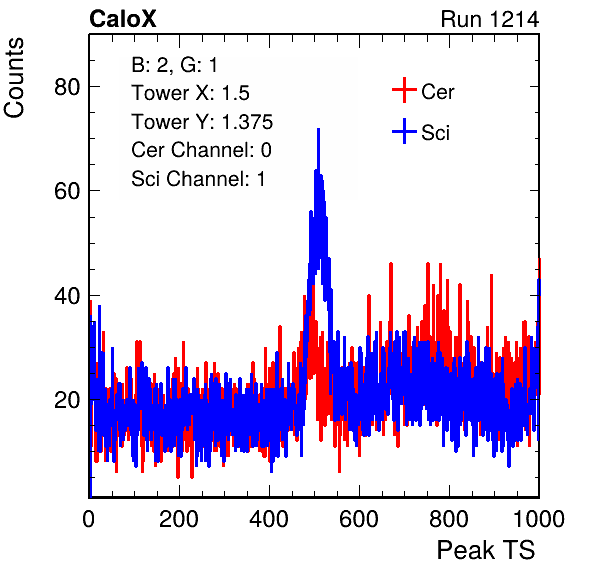 CaloX Run 1214
Counts
B: 2, G: 1
Tower X: 1.5
Tower Y: 1.375
Cer Channel: 0
Sci Channel: 1
Cer
Sci
80
60
40
20
0 200 400 600 800 1000
Peak TS